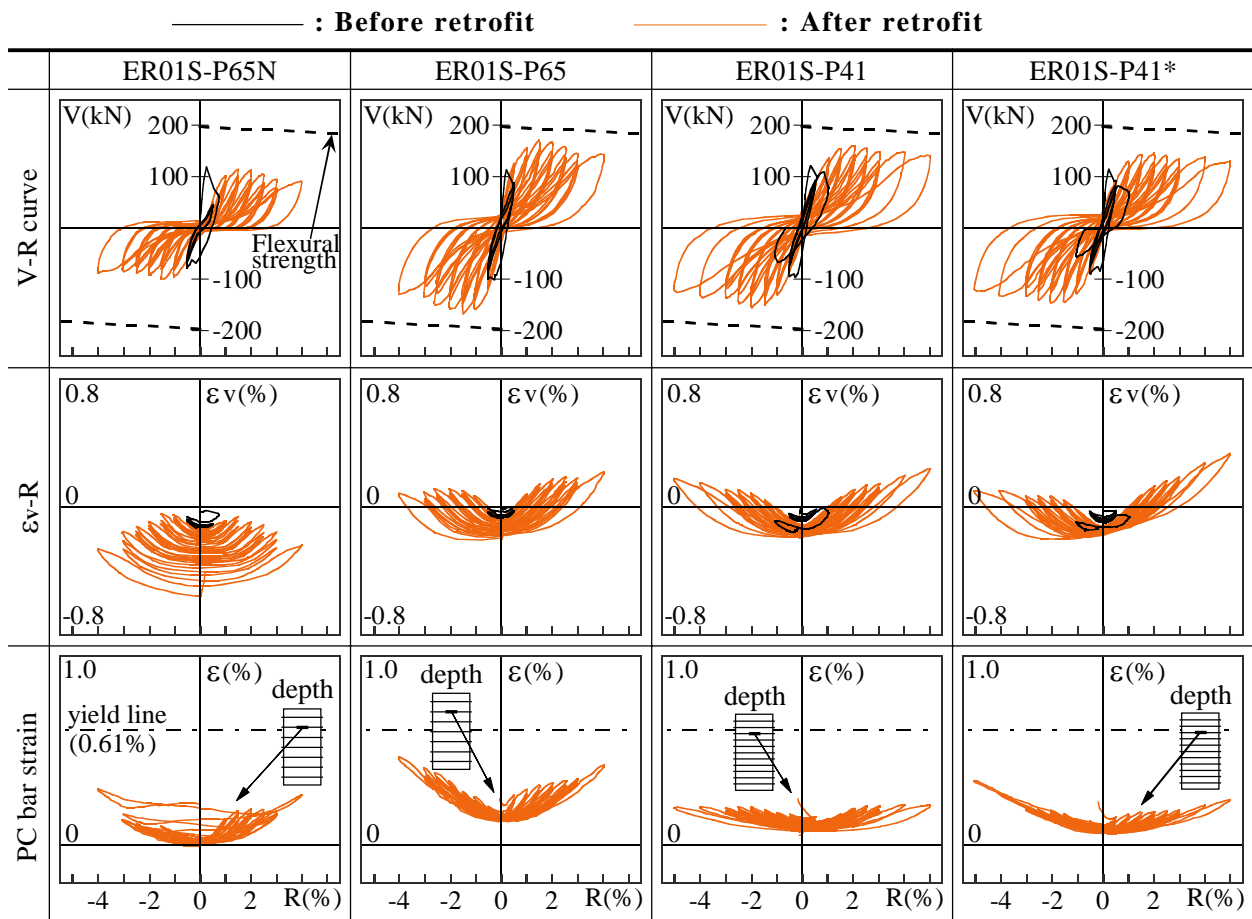 : Before retrofit : After retrofit
ER01S-P65N ER01S-P65 ER01S-P41 ER01S-P41*
V-R curve
V(kN) 200 V(kN) 200 V(kN) 200 V(kN) 200
100 100 100 100
Flexural
strength
-100 -100 -100 -100
-200 -200 -200 -200
εv-R
0.8 εv(%) 0.8 εv(%) 0.8 εv(%) 0.8 εv(%)
0 0 0 0
-0.8 -0.8 -0.8 -0.8
PC bar strain
1.0 ε(%) 1.0 ε(%) 1.0 ε(%) 1.0 ε(%)
depth depth depth depth
yield line
(0.61%)
0 0 0 0
-4 -2 0 2 R(%) -4 -2 0 2 R(%) -4 -2 0 2 R(%) -4 -2 0 2 R(%)